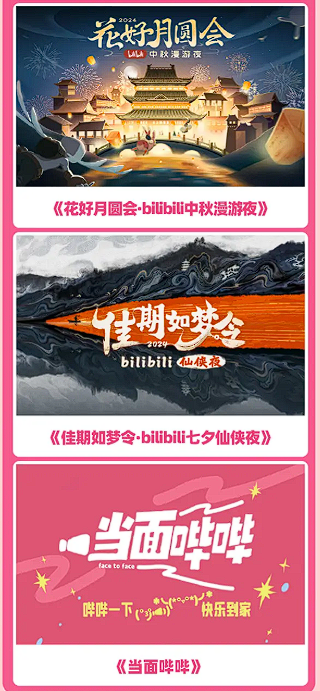 2024
花好月圆会
bilibili 中秋漫游夜
《花好月圆会·bilibili中秋漫游夜》
佳期如梦令
2024
bilibili 仙侠夜
《佳期如梦令·bilibili七夕仙侠夜》
当面哔哔
face to face
哔哔一下 快乐到家
《当面哔哔》